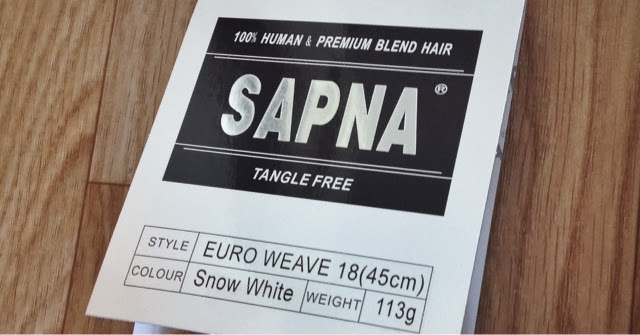 100% HUMAN & PREMIUM BLEND HAIR
SAPNA®
TANGLE FREE
STYLE EURO WEAVE 18(45cm)
COLOUR Snow White WEIGHT 113g